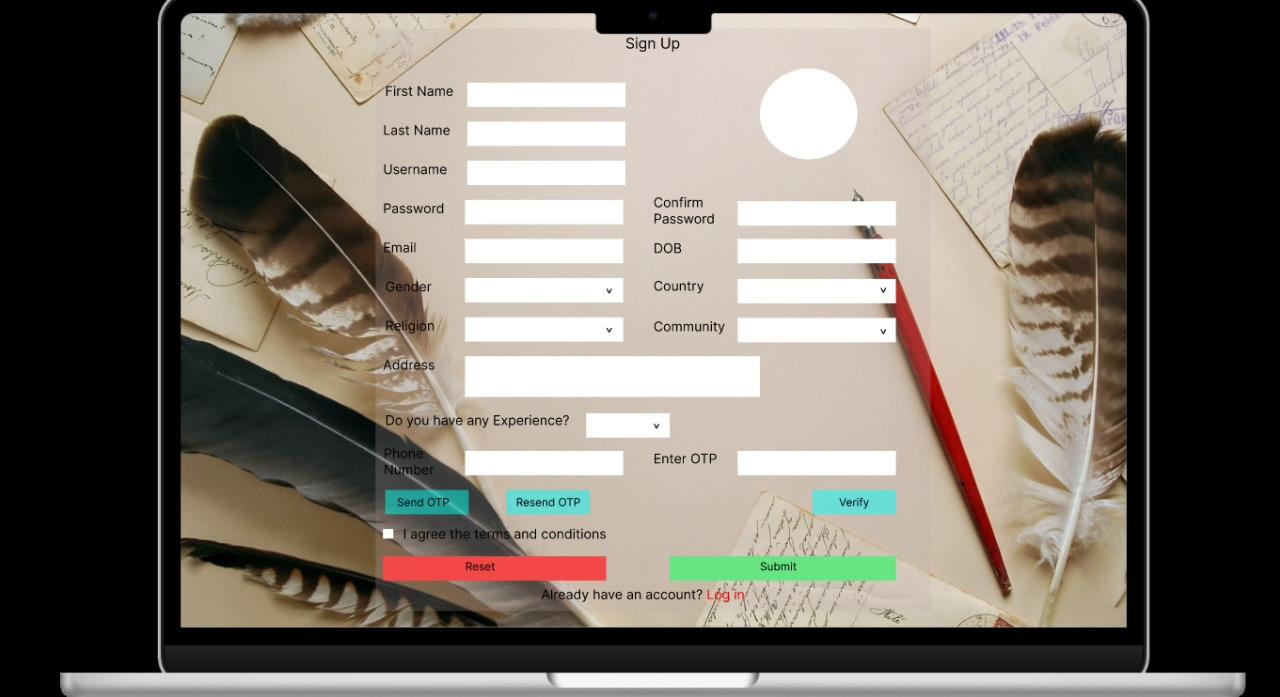 Sign Up
First Name
Last Name
Username
Password
Confirm
Password
Email
DOB
Gender
Country
Religion
Community
Address
Do you have any Experience?
Phone
Number
Enter OTP
Send OTP
Resend OTP
Verify
I agree the terms and conditions
Reset
Submit
Already have an account? Log in